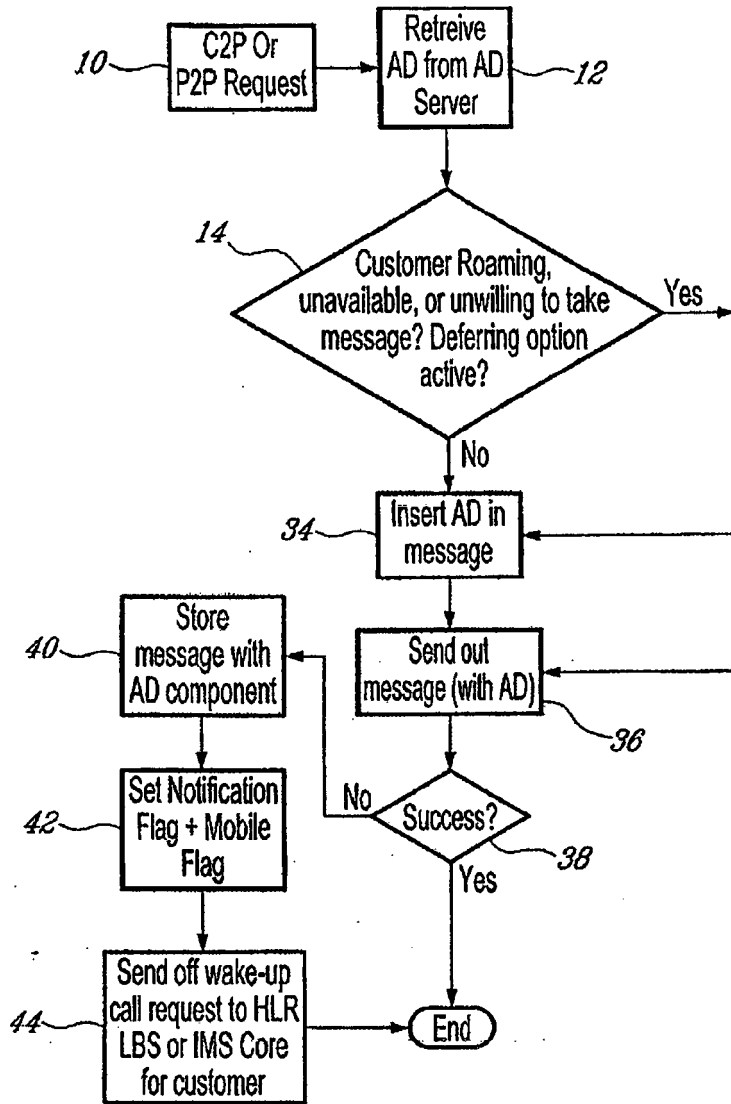 10
C2P Or
P2P Request
Retreive
AD from AD
Server
12
14
Customer Roaming,
unavailable, or unwilling to take
message? Deferring option
active?
Yes
No
34
Insert AD in
message
40
Store
message with
AD component
Send out
message (with AD)
36
42
Set Notification
Flag + Mobile
Flag
No
Success?
38
Yes
44
Send off wake-up
call request to HLR
LBS or IMS Core
for customer
End